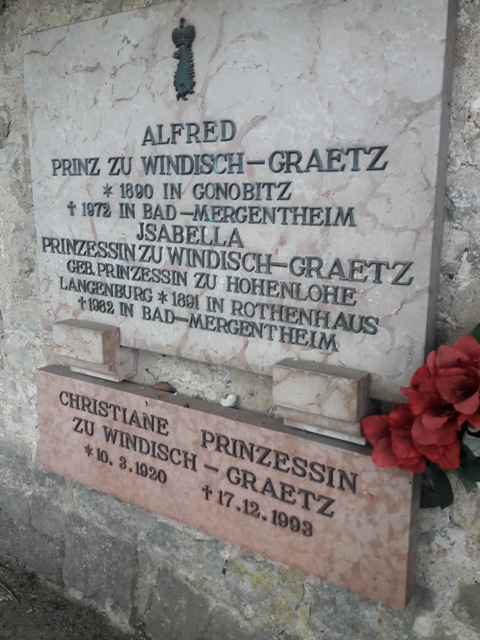 ALFRED
PRINZ ZU WINDISCH-GRAETZ
* 1890 IN GONOBITZ
† 1972 IN BAD-MERGENTHEIM
JSABELLA
PRINZESSIN ZU WINDISCH-GRAETZ
GEB. PRINZESSIN ZU HOHENLOHE
LANGENBURG * 1891 IN ROTHENHAUS
† 1982 IN BAD-MERGENTHEIM
CHRISTIANE PRINZESSIN
ZU WINDISCH-GRAETZ
* 10. 3. 1920 † 17. 12. 1993